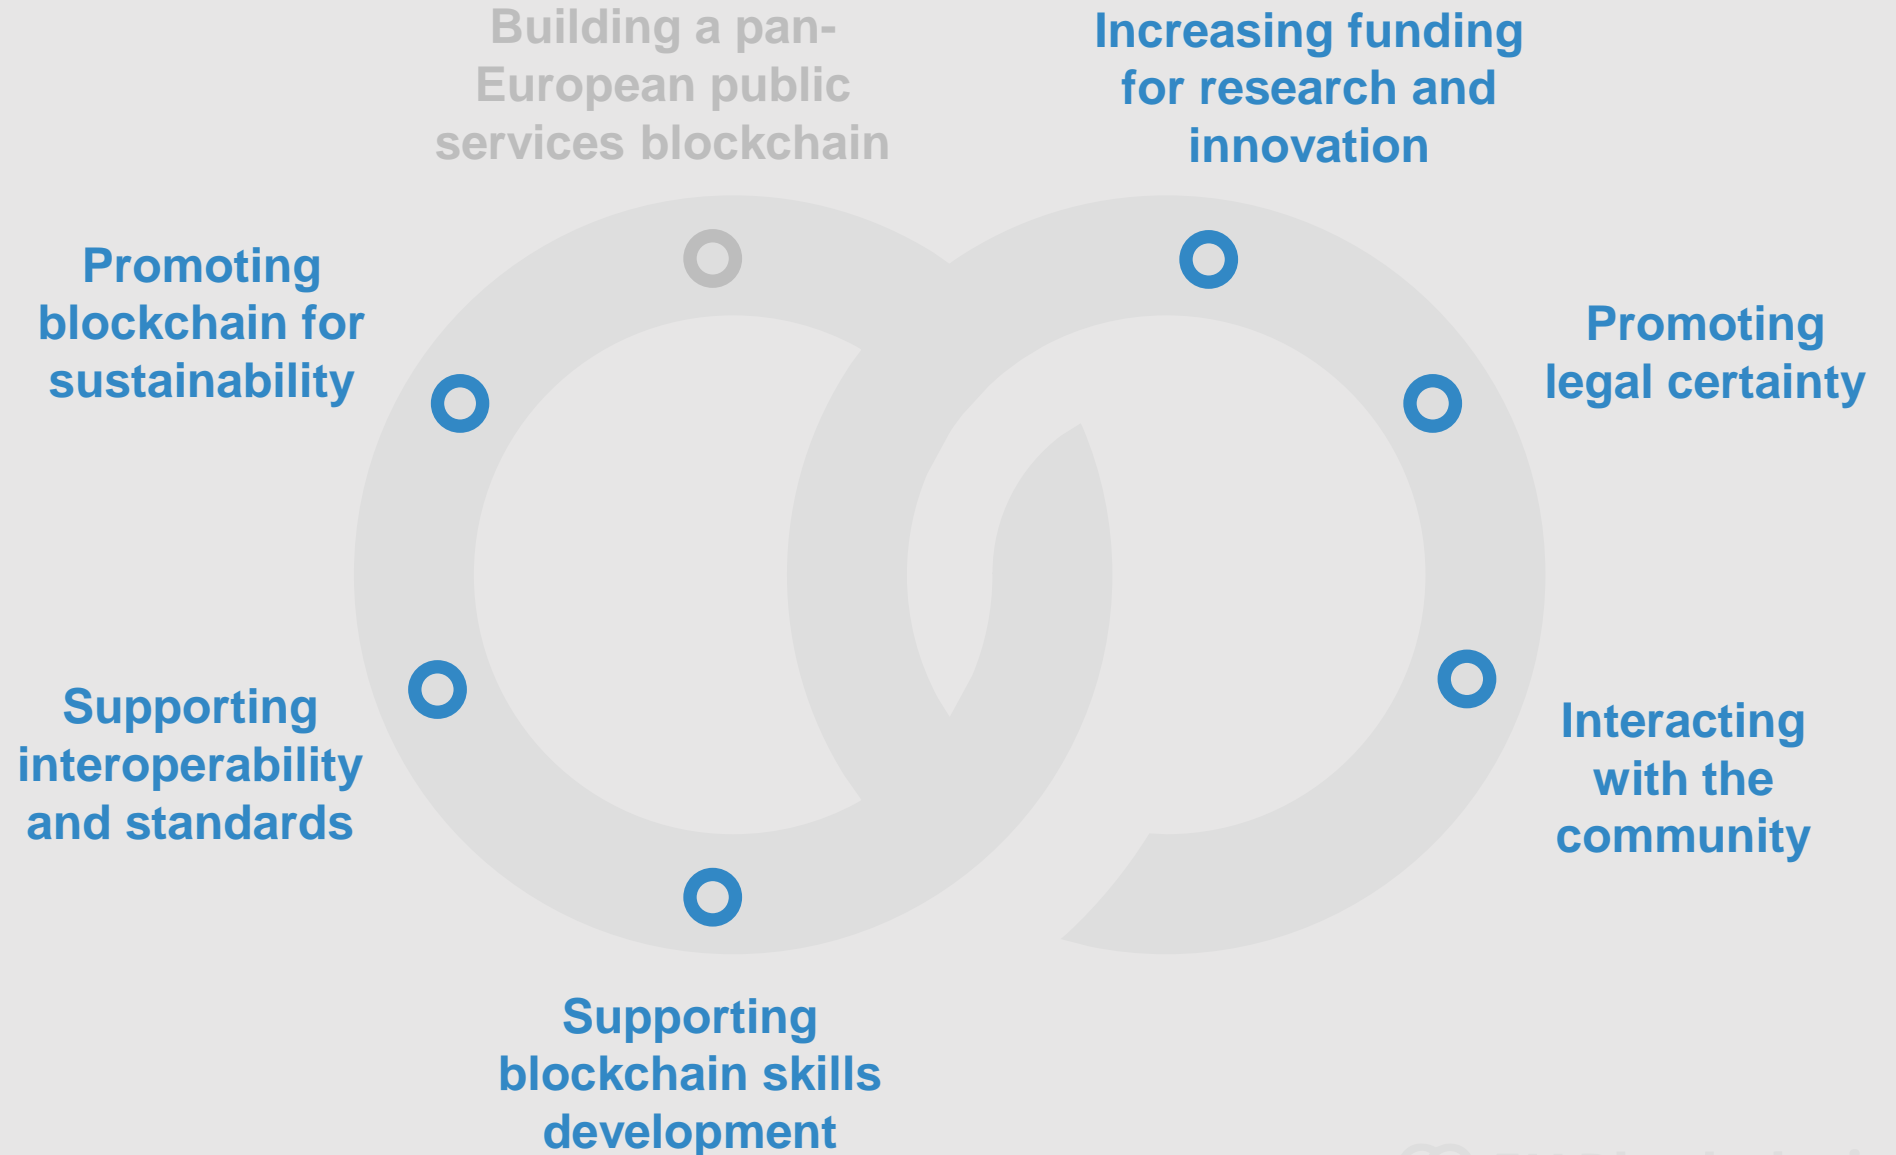 Building a pan-
European public
services blockchain
Increasing funding
for research and
innovation
Promoting
blockchain for
sustainability
Promoting
legal certainty
Supporting
interoperability
and standards
Interacting
with the
community
Supporting
blockchain skills
development